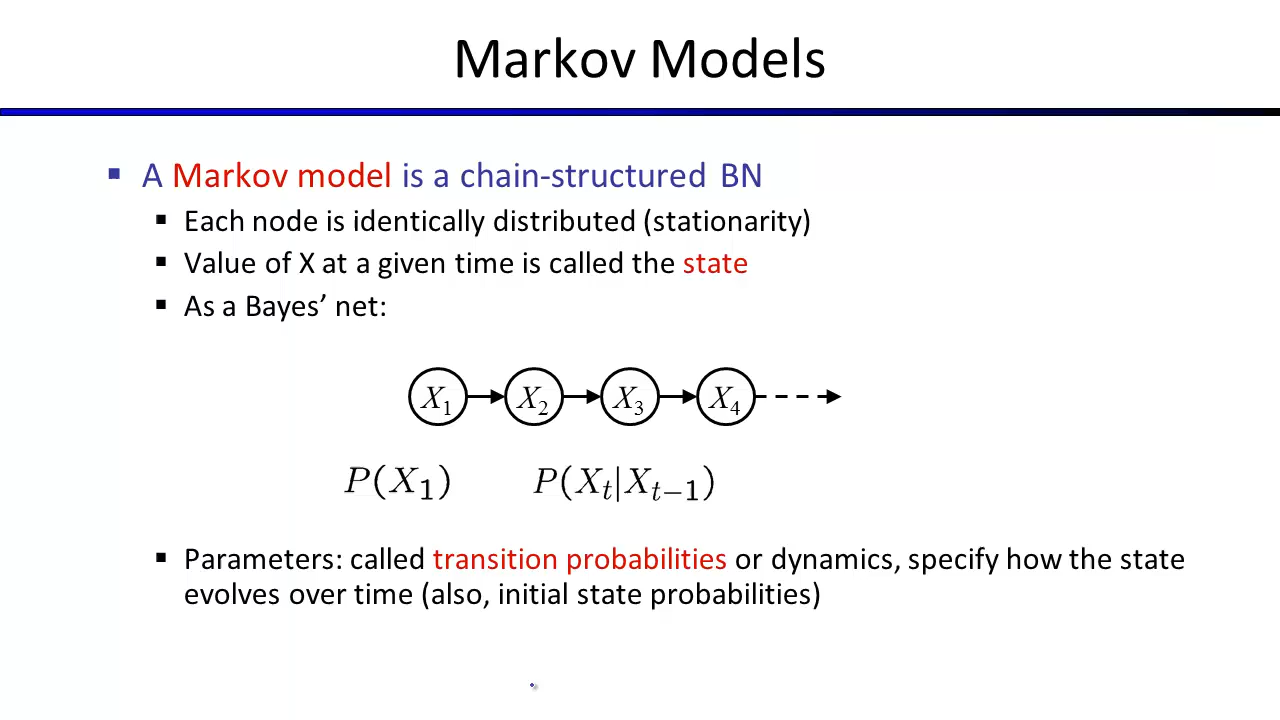 Markov Models
▪ A Markov model is a chain-structured BN
▪ Each node is identically distributed (stationarity)
▪ Value of X at a given time is called the state
▪ As a Bayes’ net:
X₁ X₂ X₃ X₄
P(X₁) P(Xₜ|Xₜ₋₁)
▪ Parameters: called transition probabilities or dynamics, specify how the state
evolves over time (also, initial state probabilities)